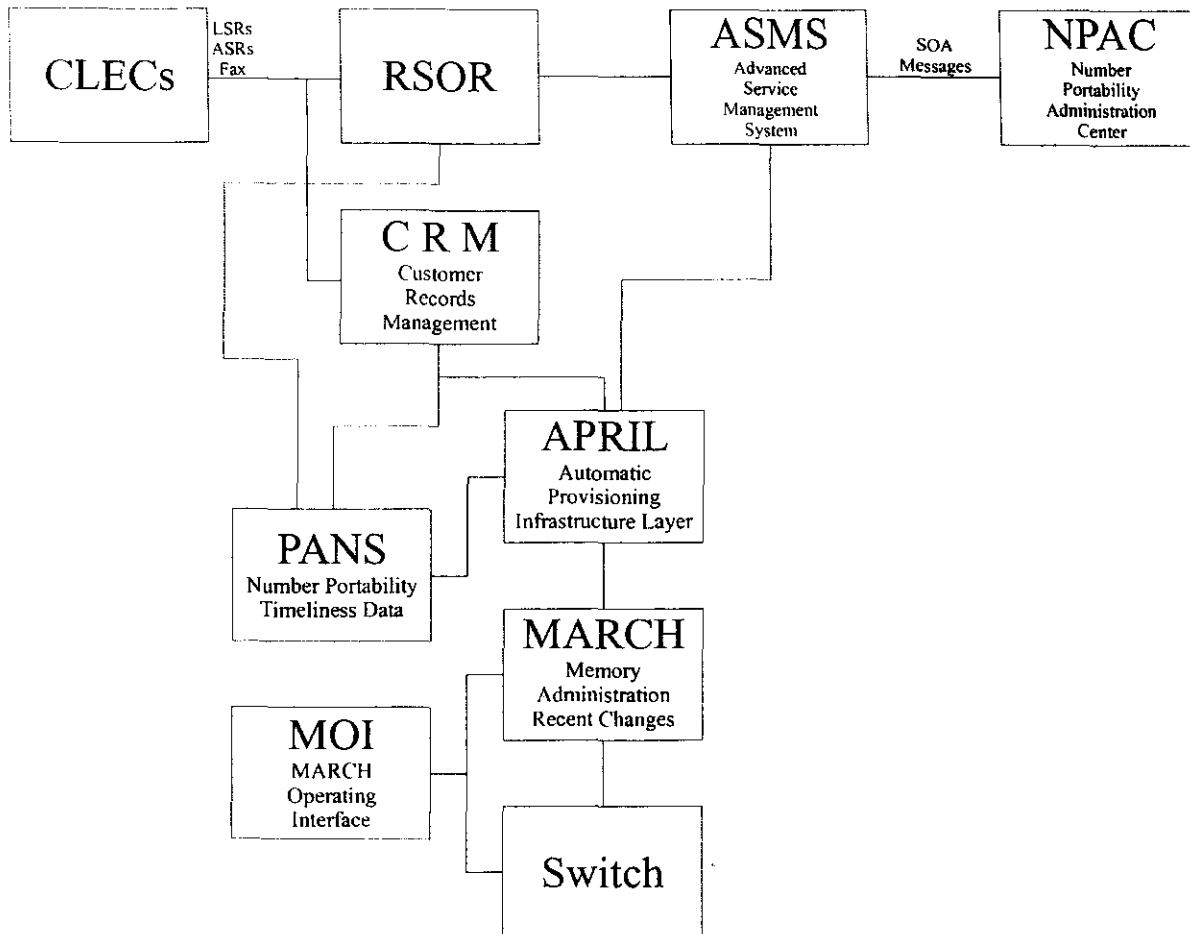 LSRs
ASRs
Fax
CLECs
RSOR
ASMS
Advanced
Service
Management
System
SOA
Messages
NPAC
Number
Portability
Administration
Center
C R M
Customer
Records
Management
APRIL
Automatic
Provisioning
Infrastructure Layer
PANS
Number Portability
Timeliness Data
MARCH
Memory
Administration
Recent Changes
MOI
MARCH
Operating
Interface
Switch